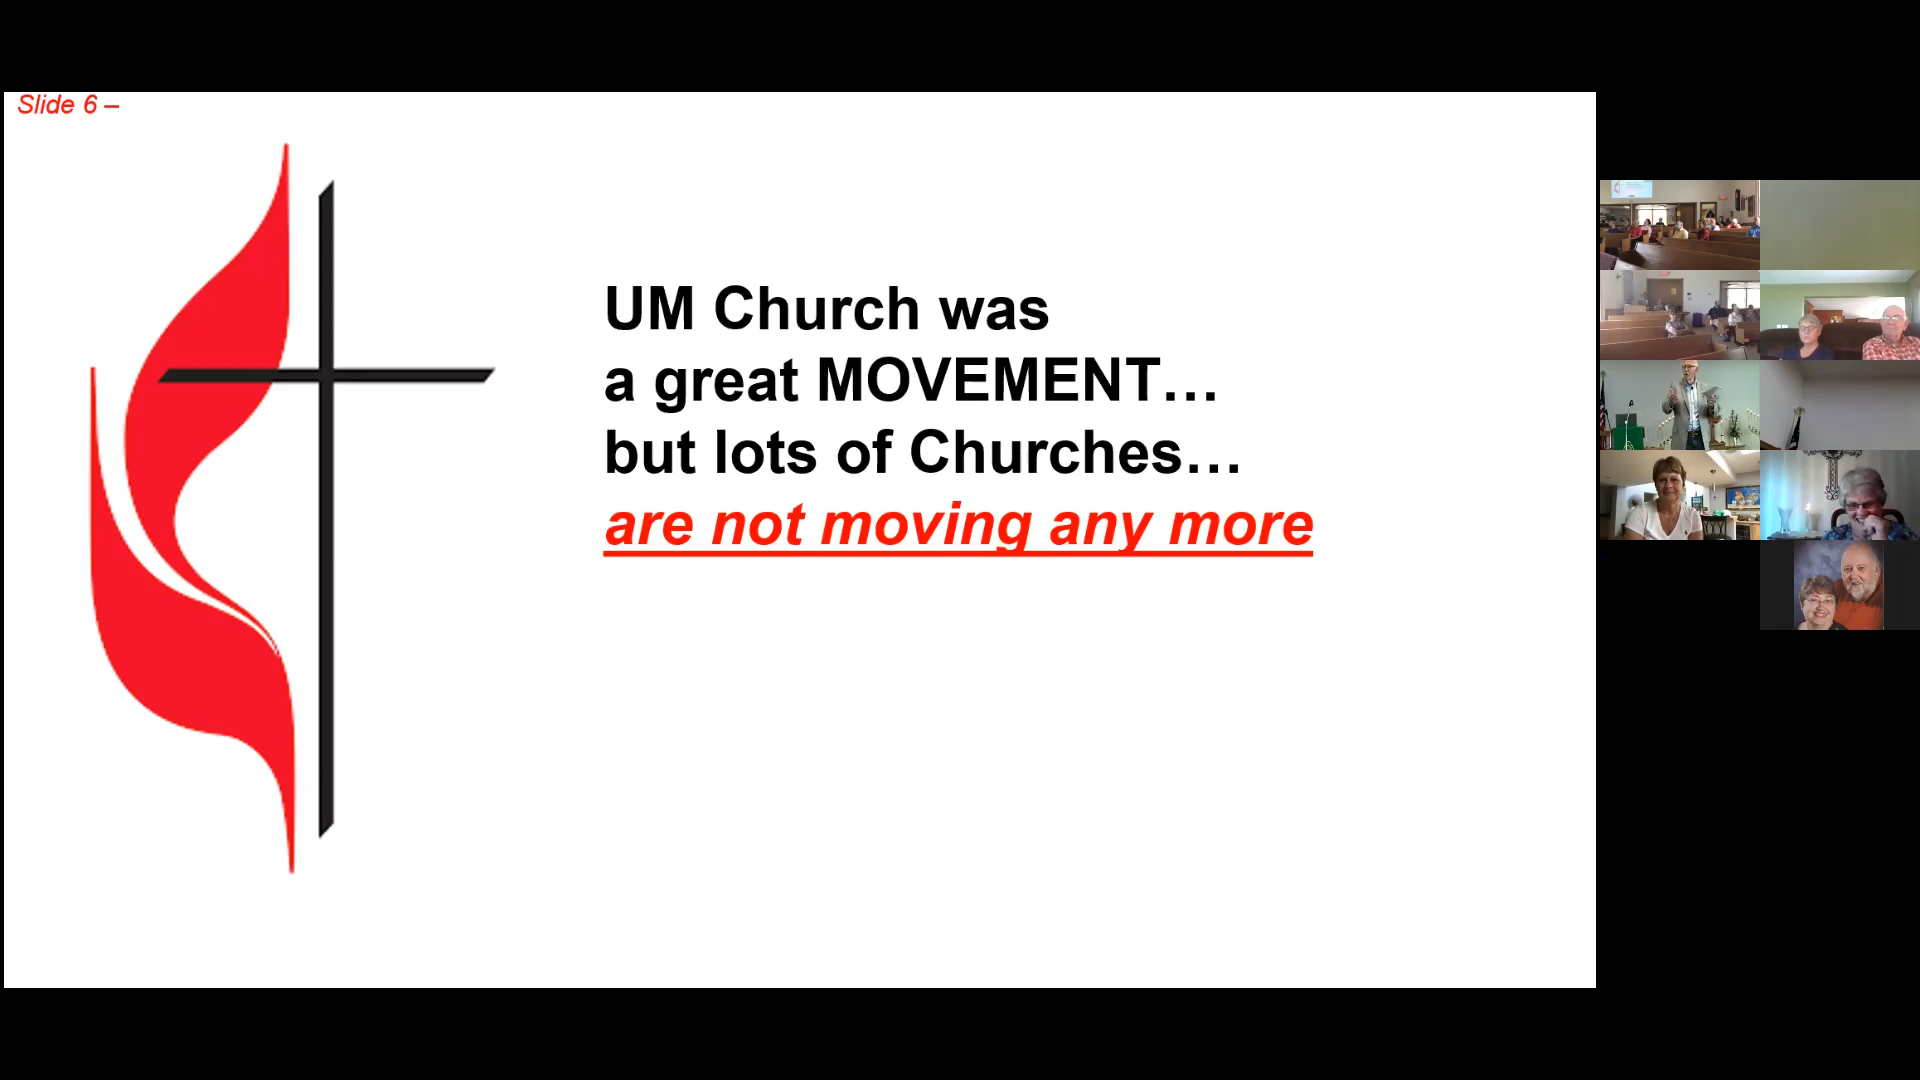 Slide 6 –
UM Church was
a great MOVEMENT…
but lots of Churches…
are not moving any more